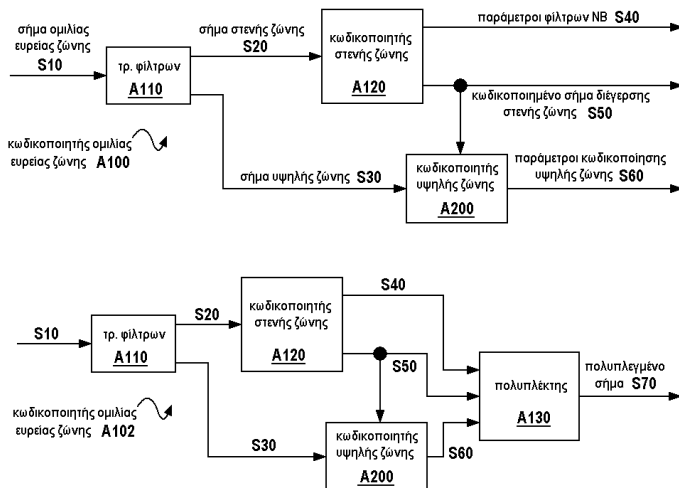 σήμα ομιλίας
ευρείας ζώνης
S10
τρ. φίλτρων
A110
σήμα στενής ζώνης
S20
κωδικοποιητής
στενής ζώνης
A120
παράμετροι φίλτρων NB S40
κωδικοποιημένο σήμα διέγερσης
στενής ζώνης S50
κωδικοποιητής ομιλίας
ευρείας ζώνης A100
σήμα υψηλής ζώνης S30
κωδικοποιητής
υψηλής ζώνης
A200
παράμετροι κωδικοποίησης
υψηλής ζώνης S60
S10
τρ. φίλτρων
A110
S20
κωδικοποιητής
στενής ζώνης
A120
S40
S50
πολυπλέκτης
A130
πολυπλεγμένο
σήμα S70
κωδικοποιητής ομιλίας
ευρείας ζώνης A102
S30
κωδικοποιητής
υψηλής ζώνης
A200
S60